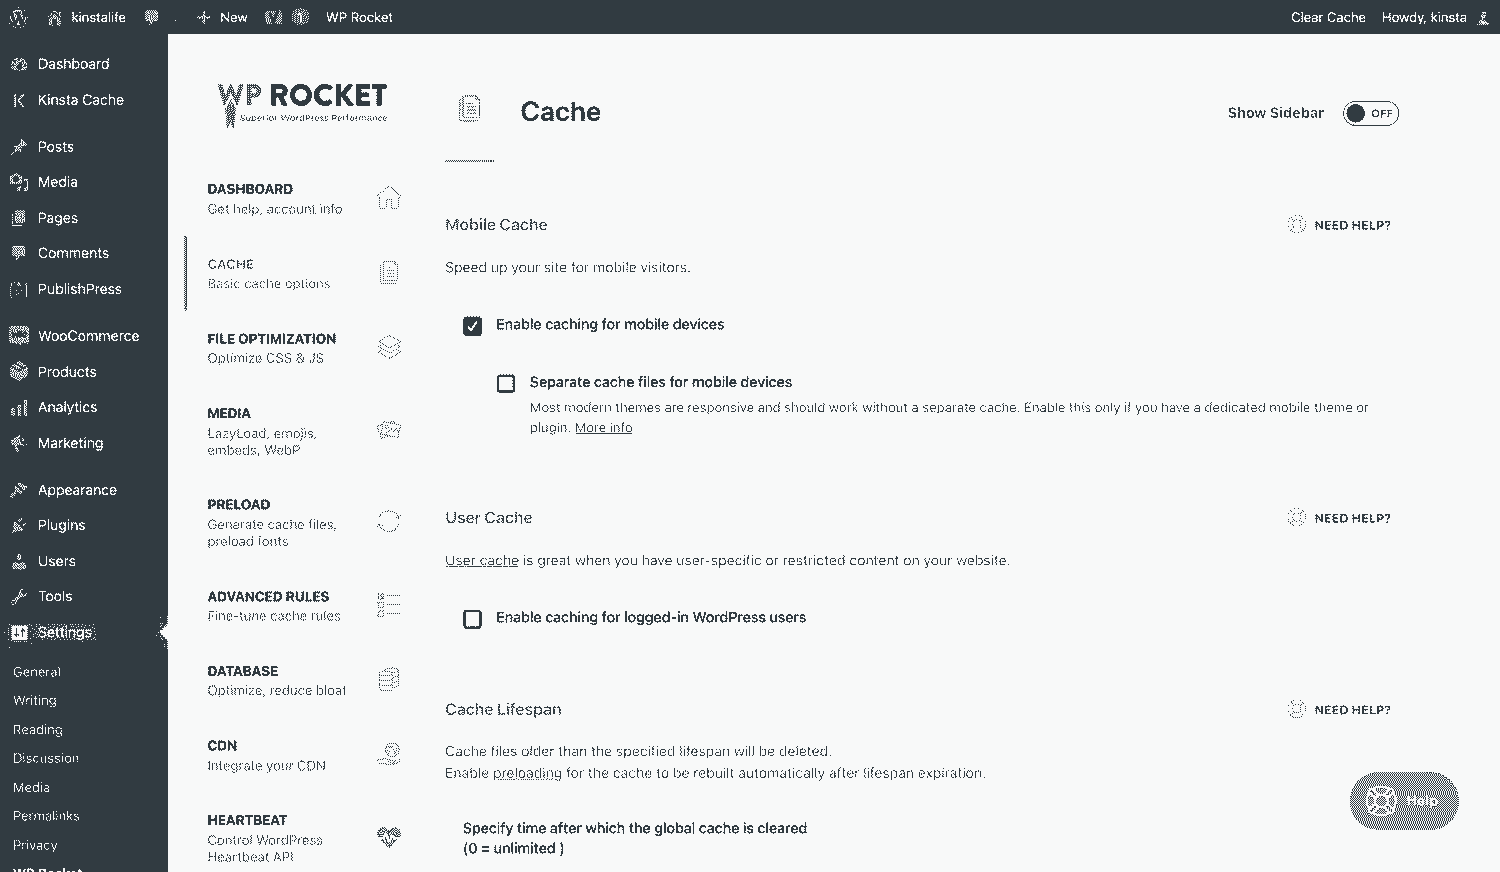 kinstalife
New
WP Rocket
Clear Cache
Howdy, kinsta
Dashboard
Kinsta Cache
Posts
Media
Pages
Comments
PublishPress
WooCommerce
Products
Analytics
Marketing
Appearance
Plugins
Users
Tools
Settings
General
Writing
Reading
Discussion
Media
Permalinks
Privacy
WP Rocket
WP ROCKET
Superior WordPress Performance
DASHBOARD
Get help, account info
CACHE
Basic cache options
FILE OPTIMIZATION
Optimize CSS & JS
MEDIA
LazyLoad, emojis,
embeds, WebP
PRELOAD
Generate cache files,
preload fonts
ADVANCED RULES
Fine-tune cache rules
DATABASE
Optimize, reduce bloat
CDN
Integrate your CDN
HEARTBEAT
Control WordPress
Heartbeat API
Cache
Show Sidebar
OFF
Mobile Cache
NEED HELP?
Speed up your site for mobile visitors.
Enable caching for mobile devices
Separate cache files for mobile devices
Most modern themes are responsive and should work without a separate cache. Enable this only if you have a dedicated mobile theme or
plugin. More info
User Cache
NEED HELP?
User cache is great when you have user-specific or restricted content on your website.
Enable caching for logged-in WordPress users
Cache Lifespan
NEED HELP?
Cache files older than the specified lifespan will be deleted.
Enable preloading for the cache to be rebuilt automatically after lifespan expiration.
Specify time after which the global cache is cleared
(0 = unlimited )
Help